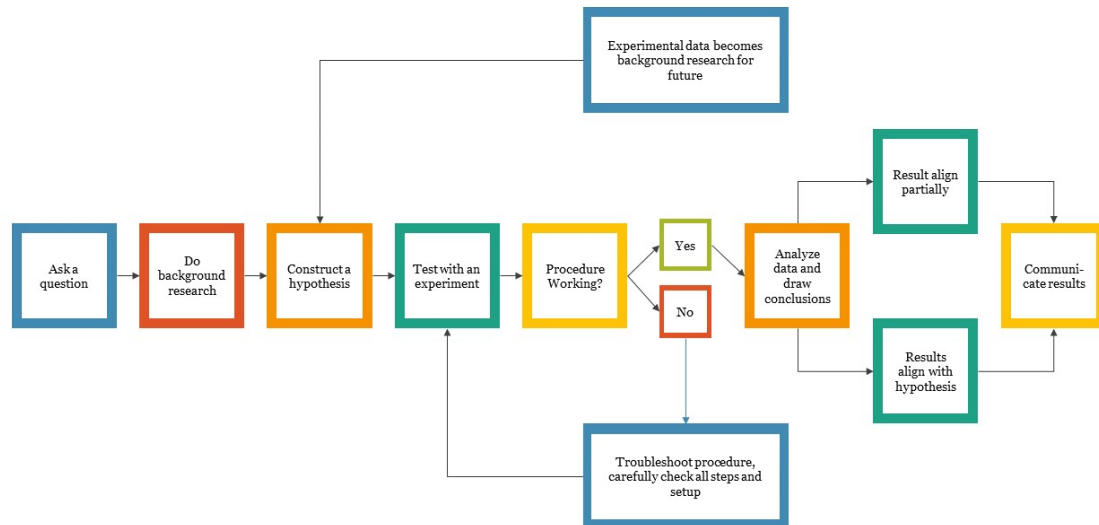 Experimental data becomes
background research for
future
Result align
partially
Ask a
question
Do
background
research
Construct a
hypothesis
Test with an
experiment
Procedure
Working?
Yes
No
Analyze
data and
draw
conclusions
Communi-
cate results
Results
align with
hypothesis
Troubleshoot procedure,
carefully check all steps and
setup